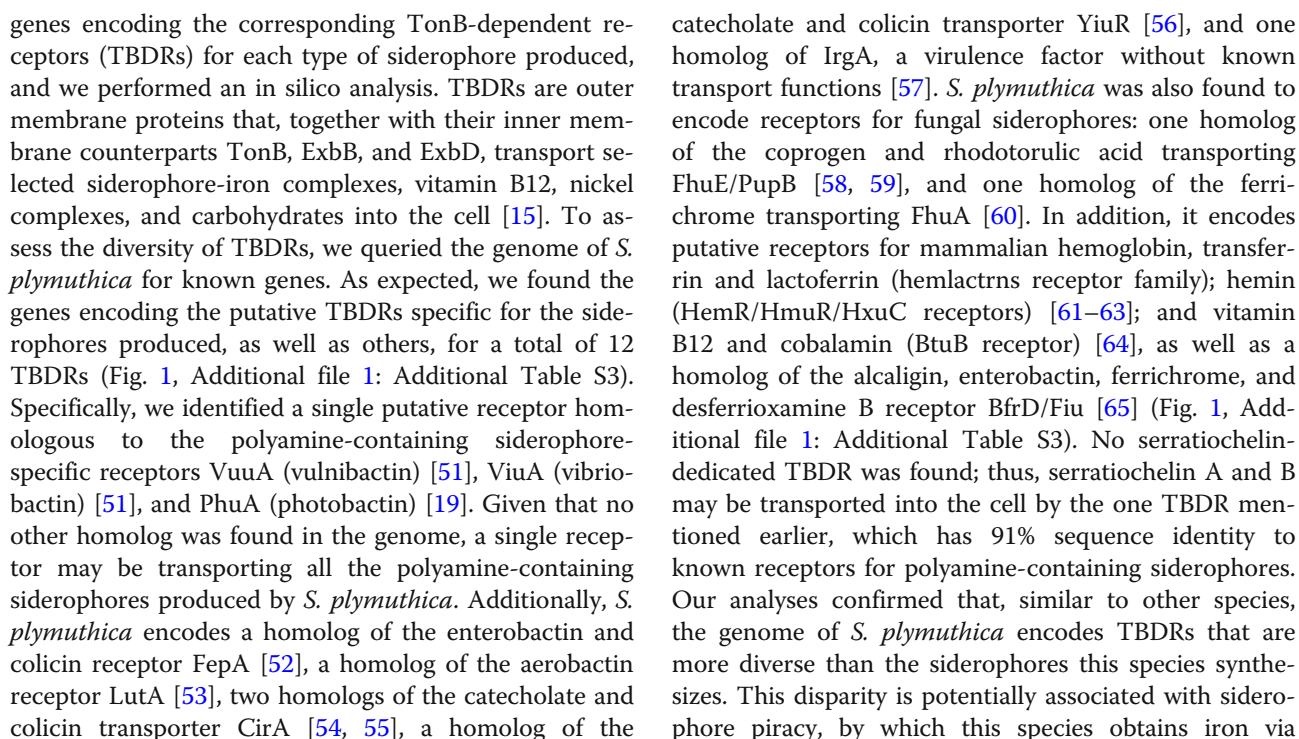 genes encoding the corresponding TonB-dependent re-
ceptors (TBDRs) for each type of siderophore produced,
and we performed an in silico analysis. TBDRs are outer
membrane proteins that, together with their inner mem-
brane counterparts TonB, ExbB, and ExbD, transport se-
lected siderophore-iron complexes, vitamin B12, nickel
complexes, and carbohydrates into the cell [15]. To as-
sess the diversity of TBDRs, we queried the genome of S.
plymuthica for known genes. As expected, we found the
genes encoding the putative TBDRs specific for the side-
rophores produced, as well as others, for a total of 12
TBDRs (Fig. 1, Additional file 1: Additional Table S3).
Specifically, we identified a single putative receptor hom-
ologous to the polyamine-containing siderophore-
specific receptors VuuA (vulnibactin) [51], ViuA (vibrio-
bactin) [51], and PhuA (photobactin) [19]. Given that no
other homolog was found in the genome, a single recep-
tor may be transporting all the polyamine-containing
siderophores produced by S. plymuthica. Additionally, S.
plymuthica encodes a homolog of the enterobactin and
colicin receptor FepA [52], a homolog of the aerobactin
receptor LutA [53], two homologs of the catecholate and
colicin transporter CirA [54, 55], a homolog of the
catecholate and colicin transporter YiuR [56], and one
homolog of IrgA, a virulence factor without known
transport functions [57]. S. plymuthica was also found to
encode receptors for fungal siderophores: one homolog
of the coprogen and rhodotorulic acid transporting
FhuE/PupB [58, 59], and one homolog of the ferri-
chrome transporting FhuA [60]. In addition, it encodes
putative receptors for mammalian hemoglobin, transfer-
rin and lactoferrin (hemlactrns receptor family); hemin
(HemR/HmuR/HxuC receptors) [61–63]; and vitamin
B12 and cobalamin (BtuB receptor) [64], as well as a
homolog of the alcaligin, enterobactin, ferrichrome, and
desferrioxamine B receptor BfrD/Fiu [65] (Fig. 1, Add-
itional file 1: Additional Table S3). No serratiochelin-
dedicated TBDR was found; thus, serratiochelin A and B
may be transported into the cell by the one TBDR men-
tioned earlier, which has 91% sequence identity to
known receptors for polyamine-containing siderophores.
Our analyses confirmed that, similar to other species,
the genome of S. plymuthica encodes TBDRs that are
more diverse than the siderophores this species synthe-
sizes. This disparity is potentially associated with sidero-
phore piracy, by which this species obtains iron via